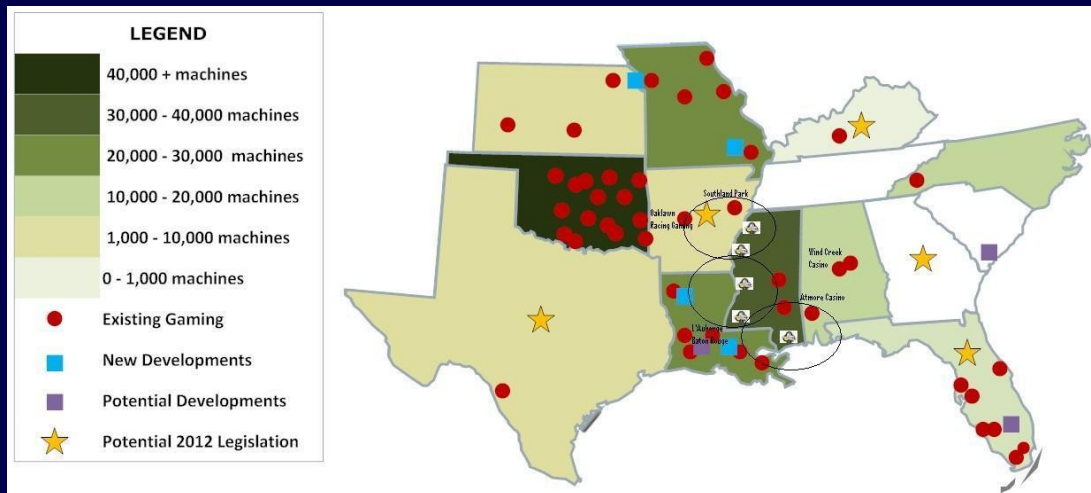 LEGEND
40,000 + machines
30,000 - 40,000 machines
20,000 - 30,000 machines
10,000 - 20,000 machines
1,000 - 10,000 machines
0 - 1,000 machines
Existing Gaming
New Developments
Potential Developments
Potential 2012 Legislation
Southland Park
Oaklawn
Racing Gaming
Wind Creek
Casino
Atmore Casino
L'Auberge
Baton Rouge